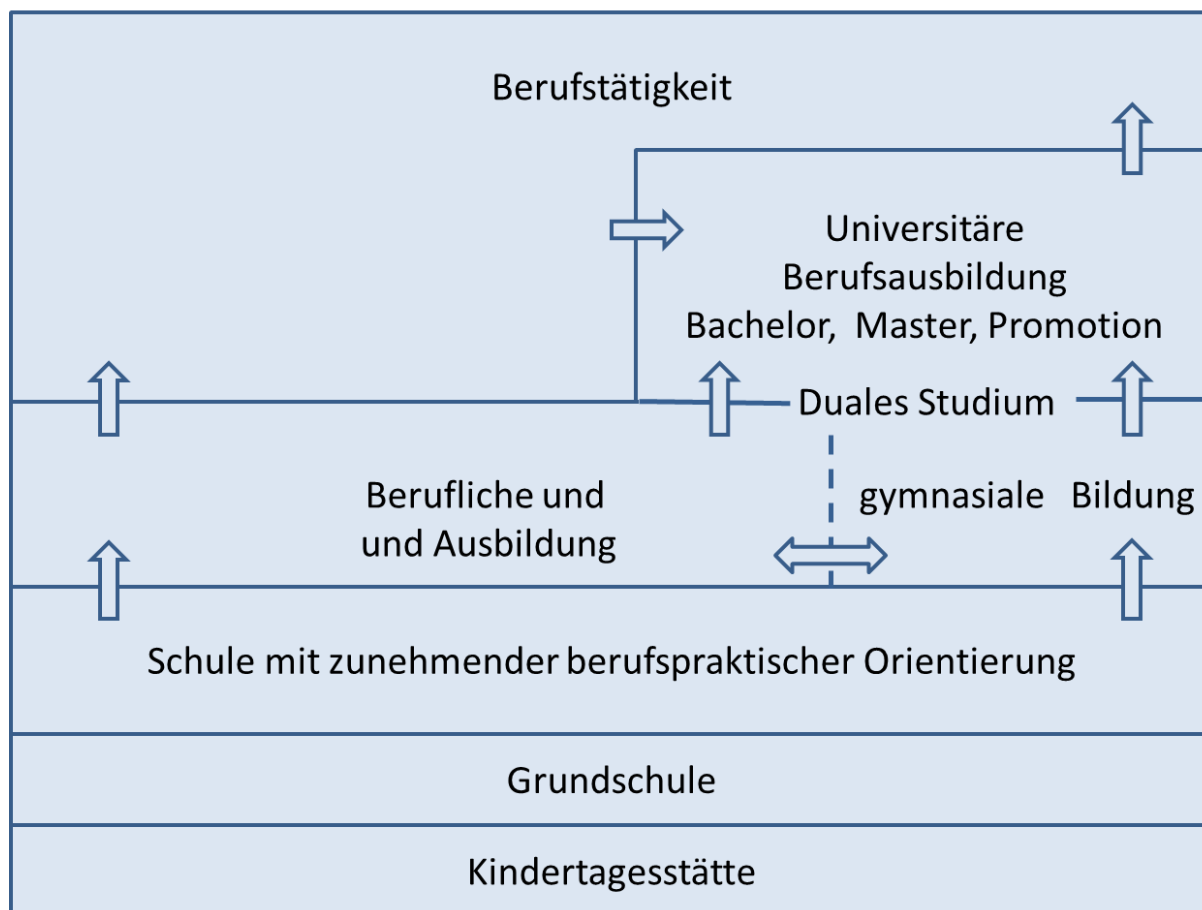 Berufstätigkeit
Universitäre
Berufsausbildung
Bachelor, Master, Promotion
Duales Studium
Berufliche und
und Ausbildung
gymnasiale Bildung
Schule mit zunehmender berufspraktischer Orientierung
Grundschule
Kindertagesstätte